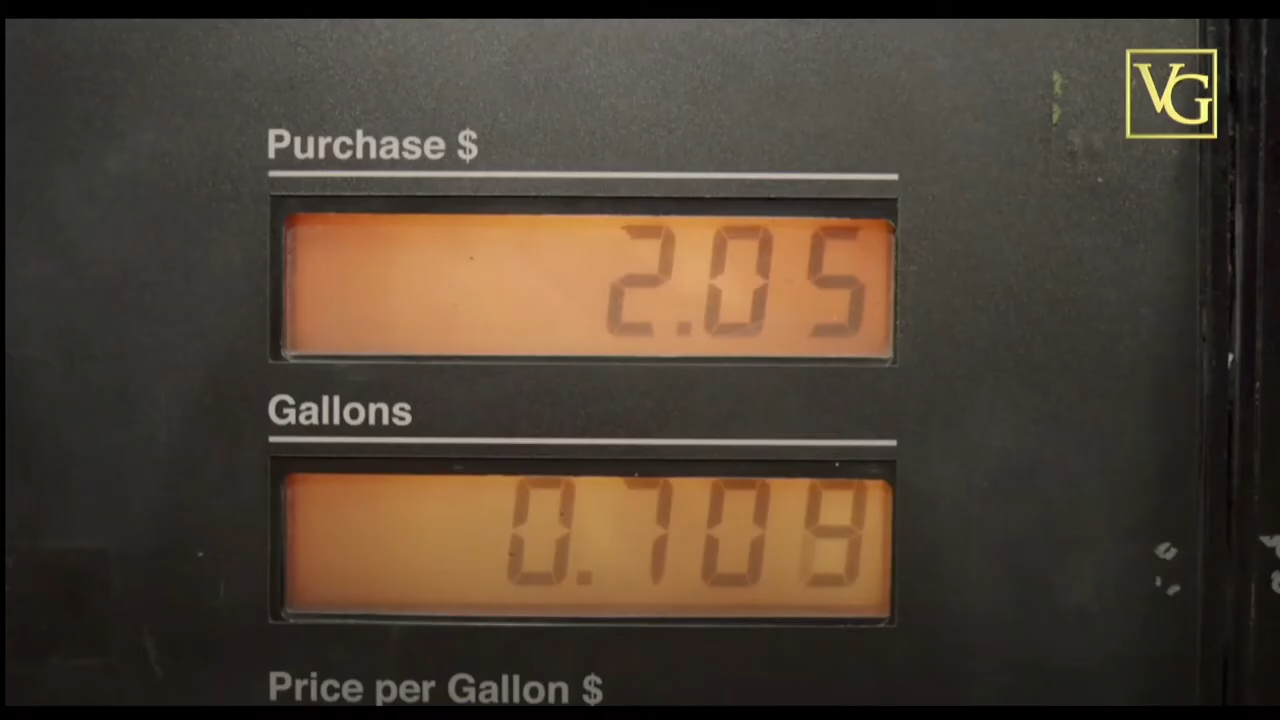 VG
Purchase $
2.05
Gallons
0.709
Price per Gallon $